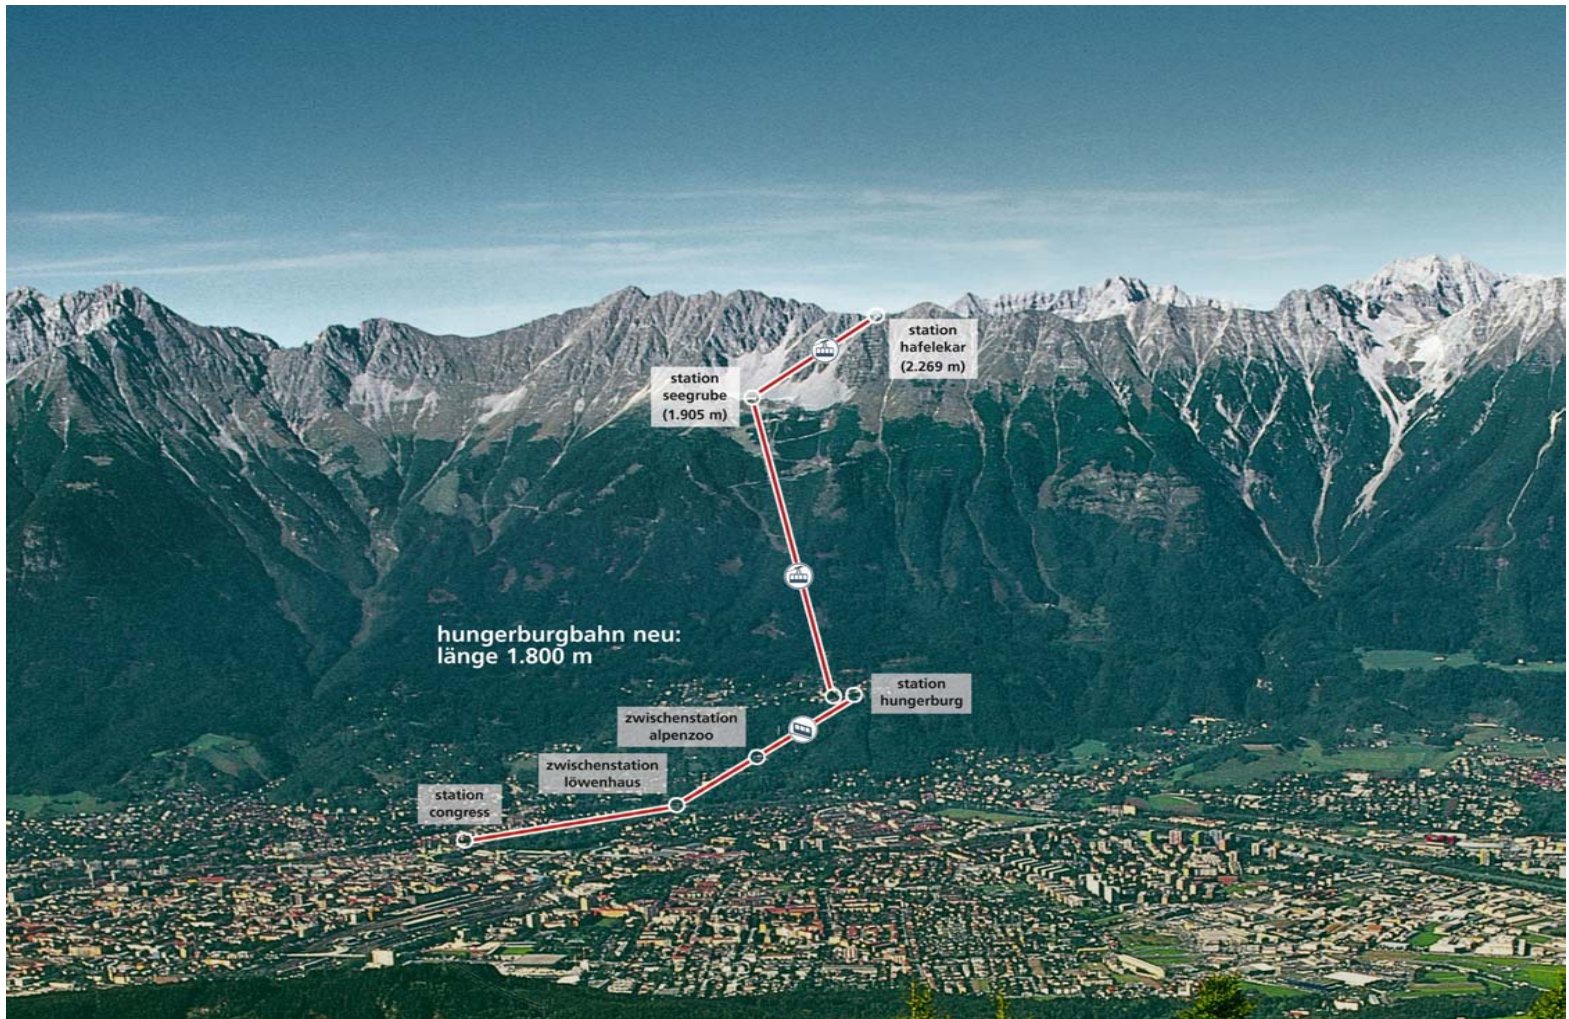 station
hafelekar
(2.269 m)
station
seegrube
(1.905 m)
hungerburgbahn neu:
länge 1.800 m
station
hungerburg
zwischenstation
alpenzoo
zwischenstation
löwenhaus
station
congress